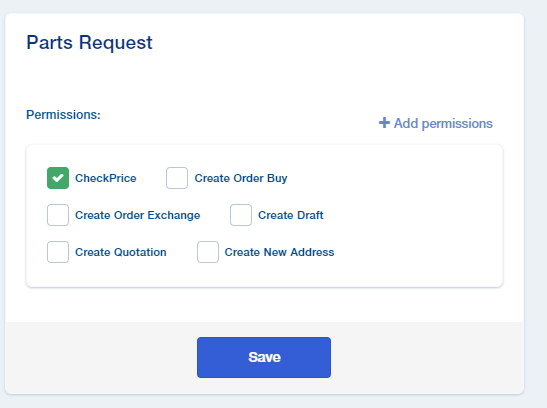 Parts Request
Permissions:
+ Add permissions
CheckPrice Create Order Buy
Create Order Exchange Create Draft
Create Quotation Create New Address
Save